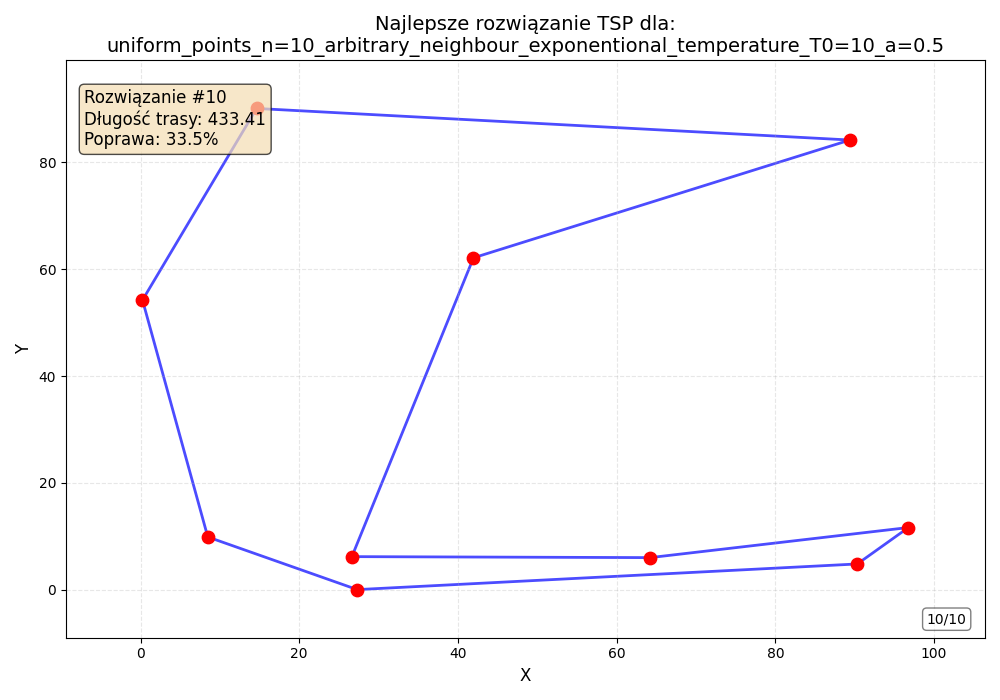 Najlepsze rozwiązanie TSP dla:
uniform_points_n=10_arbitrary_neighbour_exponentional_temperature_T0=10_a=0.5
Rozwiązanie #10
Długość trasy: 433.41
Poprawa: 33.5%
80
60
40
20
0
Y
0 20 40 60 80 100
X
10/10